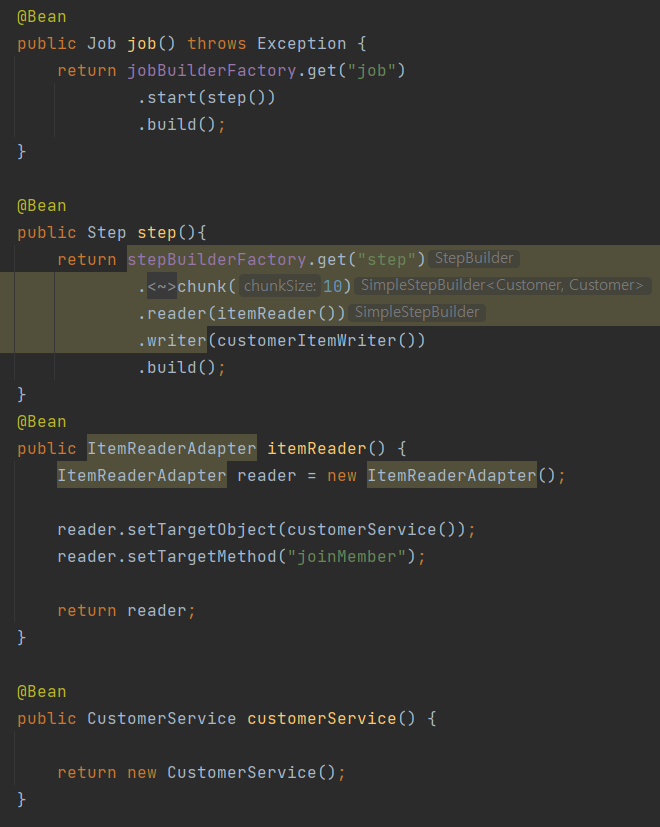 @Bean
public Job job() throws Exception {
return jobBuilderFactory.get("job")
.start(step())
.build();
}
@Bean
public Step step(){
return stepBuilderFactory.get("step") StepBuilder
.<~>chunk( chunkSize: 10) SimpleStepBuilder<Customer, Customer>
.reader(itemReader()) SimpleStepBuilder
.writer(customerItemWriter())
.build();
}
@Bean
public ItemReaderAdapter itemReader() {
ItemReaderAdapter reader = new ItemReaderAdapter();
reader.setTargetObject(customerService());
reader.setTargetMethod("joinMember");
return reader;
}
@Bean
public CustomerService customerService() {
return new CustomerService();
}